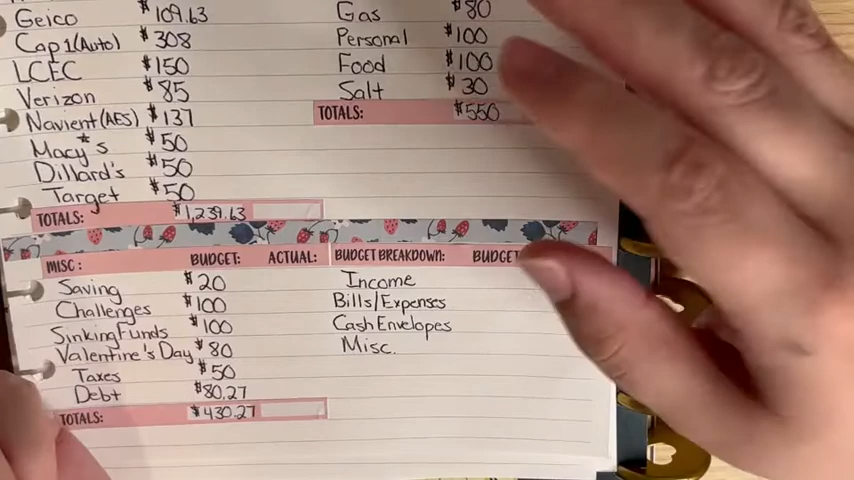 Geico $109.63
Cap1(Auto) $308
LCEC $150
Verizon $85
Navient(AES) $137
Macy*s $50
Dillard's $50
Target $50
TOTALS: $1,239.63
Gas $80
Personal $100
Food $100
Salt $30
TOTALS: $550
MISC: BUDGET: ACTUAL:
Saving $20
Challenges $100
Sinking Funds $100
Valentine's Day $80
Taxes $50
Debt $80.27
TOTALS: $430.27
BUDGET BREAKDOWN: BUDGET:
Income
Bills/Expenses
Cash Envelopes
Misc.